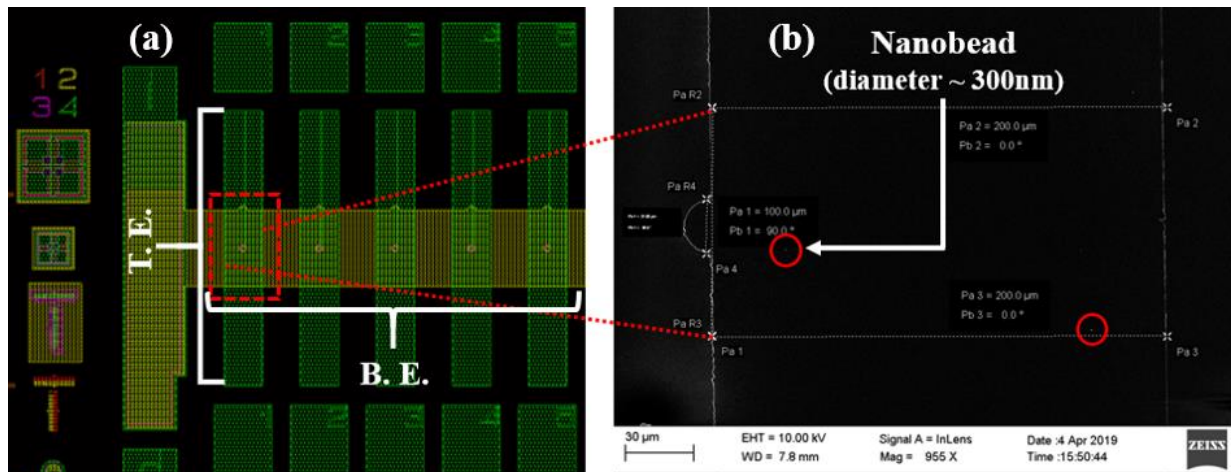 (a)
1 2
3 4
T. E.
B. E.
(b)
Nanobead
(diameter ~ 300nm)
Pa R2
Pa 2 = 200.0 µm
Pb 2 = 0.0 °
Pa 2
Pa R4
Pa 1 = 100.0 µm
Pb 1 = 90.0 °
Pa 4
Pa 3 = 200.0 µm
Pb 3 = 0.0 °
Pa R3
Pa 1
Pa 3
30 µm
EHT = 10.00 kV
Signal A = InLens
Date :4 Apr 2019
WD = 7.8 mm
Mag = 955 X
Time :15:50:44
ZEISS